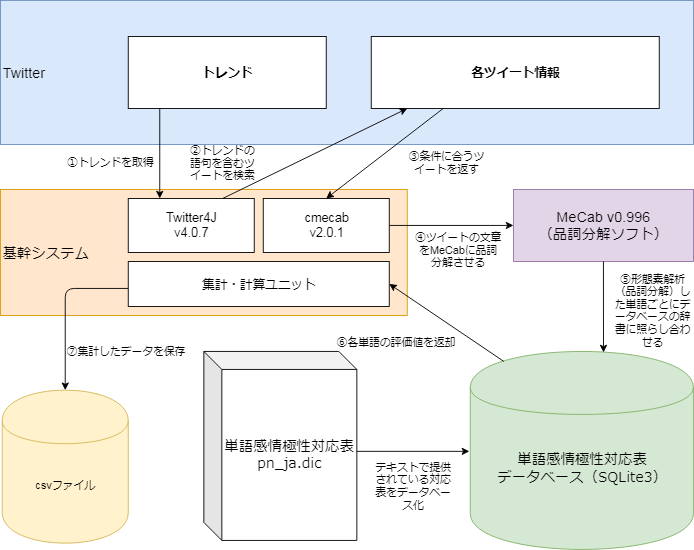 Twitter
トレンド
各ツイート情報
①トレンドを取得
②トレンドの
語句を含むツ
イートを検索
③条件に合うツ
イートを返す
基幹システム
Twitter4J
v4.0.7
cmecab
v2.0.1
④ツイートの文章
をMeCabに品詞
分解させる
MeCab v0.996
（品詞分解ソフト）
集計・計算ユニット
⑤形態素解析
（品詞分解）し
た単語ごとにデ
ータベースの辞
書に照らし合わ
せる
⑥各単語の評価値を返却
⑦集計したデータを保存
csvファイル
単語感情極性対応表
pn_ja.dic
テキストで提供
されている対応
表をデータベー
ス化
単語感情極性対応表
データベース（SQLite3）